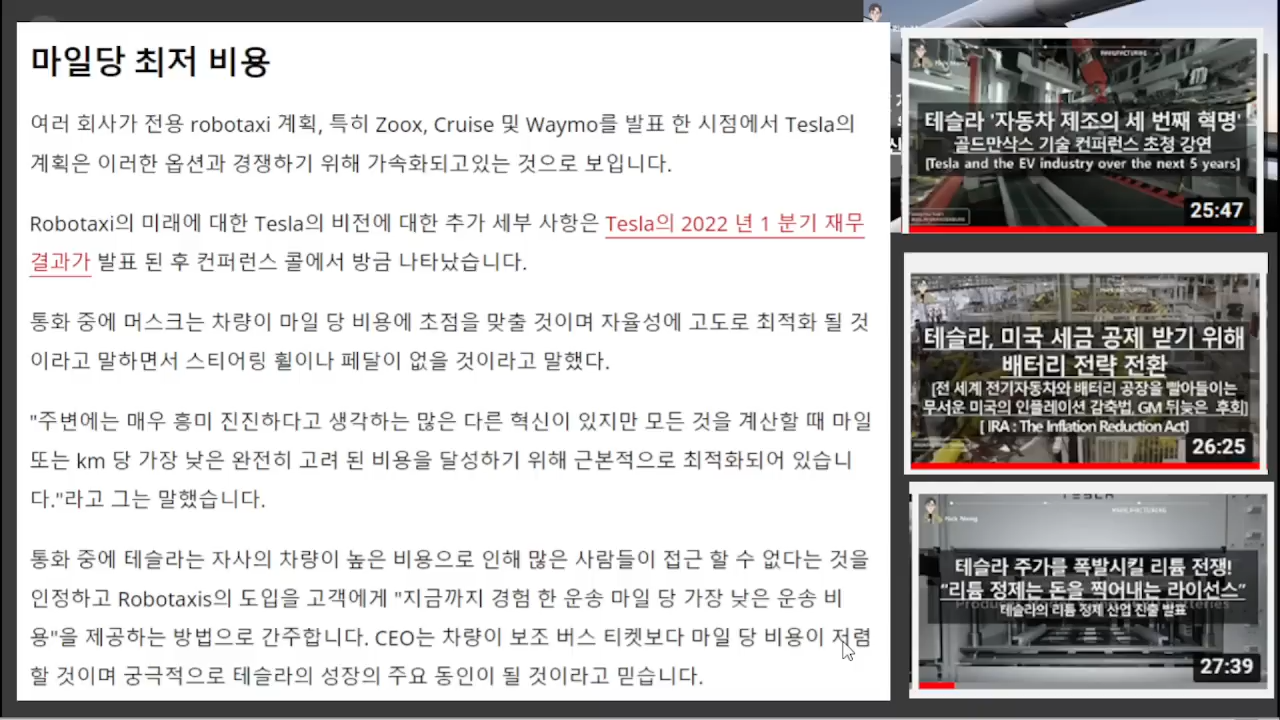 마일당 최저 비용
여러 회사가 전용 robotaxi 계획, 특히 Zoox, Cruise 및 Waymo를 발표 한 시점에서 Tesla의
계획은 이러한 옵션과 경쟁하기 위해 가속화되고있는 것으로 보입니다.
Robotaxi의 미래에 대한 Tesla의 비전에 대한 추가 세부 사항은 Tesla의 2022 년 1 분기 재무
결과가 발표 된 후 컨퍼런스 콜에서 방금 나타났습니다.
통화 중에 머스크는 차량이 마일 당 비용에 초점을 맞출 것이며 자율성에 고도로 최적화 될 것
이라고 말하면서 스티어링 휠이나 페달이 없을 것이라고 말했다.
"주변에는 매우 흥미 진진하다고 생각하는 많은 다른 혁신이 있지만 모든 것을 계산할 때 마일
또는 km 당 가장 낮은 완전히 고려 된 비용을 달성하기 위해 근본적으로 최적화되어 있습니
다."라고 그는 말했습니다.
통화 중에 테슬라는 자사의 차량이 높은 비용으로 인해 많은 사람들이 접근 할 수 없다는 것을
인정하고 Robotaxis의 도입을 고객에게 "지금까지 경험 한 운송 마일 당 가장 낮은 운송 비
용"을 제공하는 방법으로 간주합니다. CEO는 차량이 보조 버스 티켓보다 마일 당 비용이 저렴
할 것이며 궁극적으로 테슬라의 성장의 주요 동인이 될 것이라고 믿습니다.
MANUFACTURING
테슬라 '자동차 제조의 세 번째 혁명'
골드만삭스 기술 컨퍼런스 초청 강연
[Tesla and the EV industry over the next 5 years]
25:47
테슬라, 미국 세금 공제 받기 위해
배터리 전략 전환
[전 세계 전기자동차와 배터리 공장을 빨아들이는
무서운 미국의 인플레이션 감축법, GM 뒤늦은 후회]
[ IRA : The Inflation Reduction Act]
26:25
TESLA
테슬라 주가를 폭발시킬 리튬 전쟁!
“리튬 정제는 돈을 찍어내는 라이선스”
테슬라의 리튬 정제 산업 진출 발표
27:39